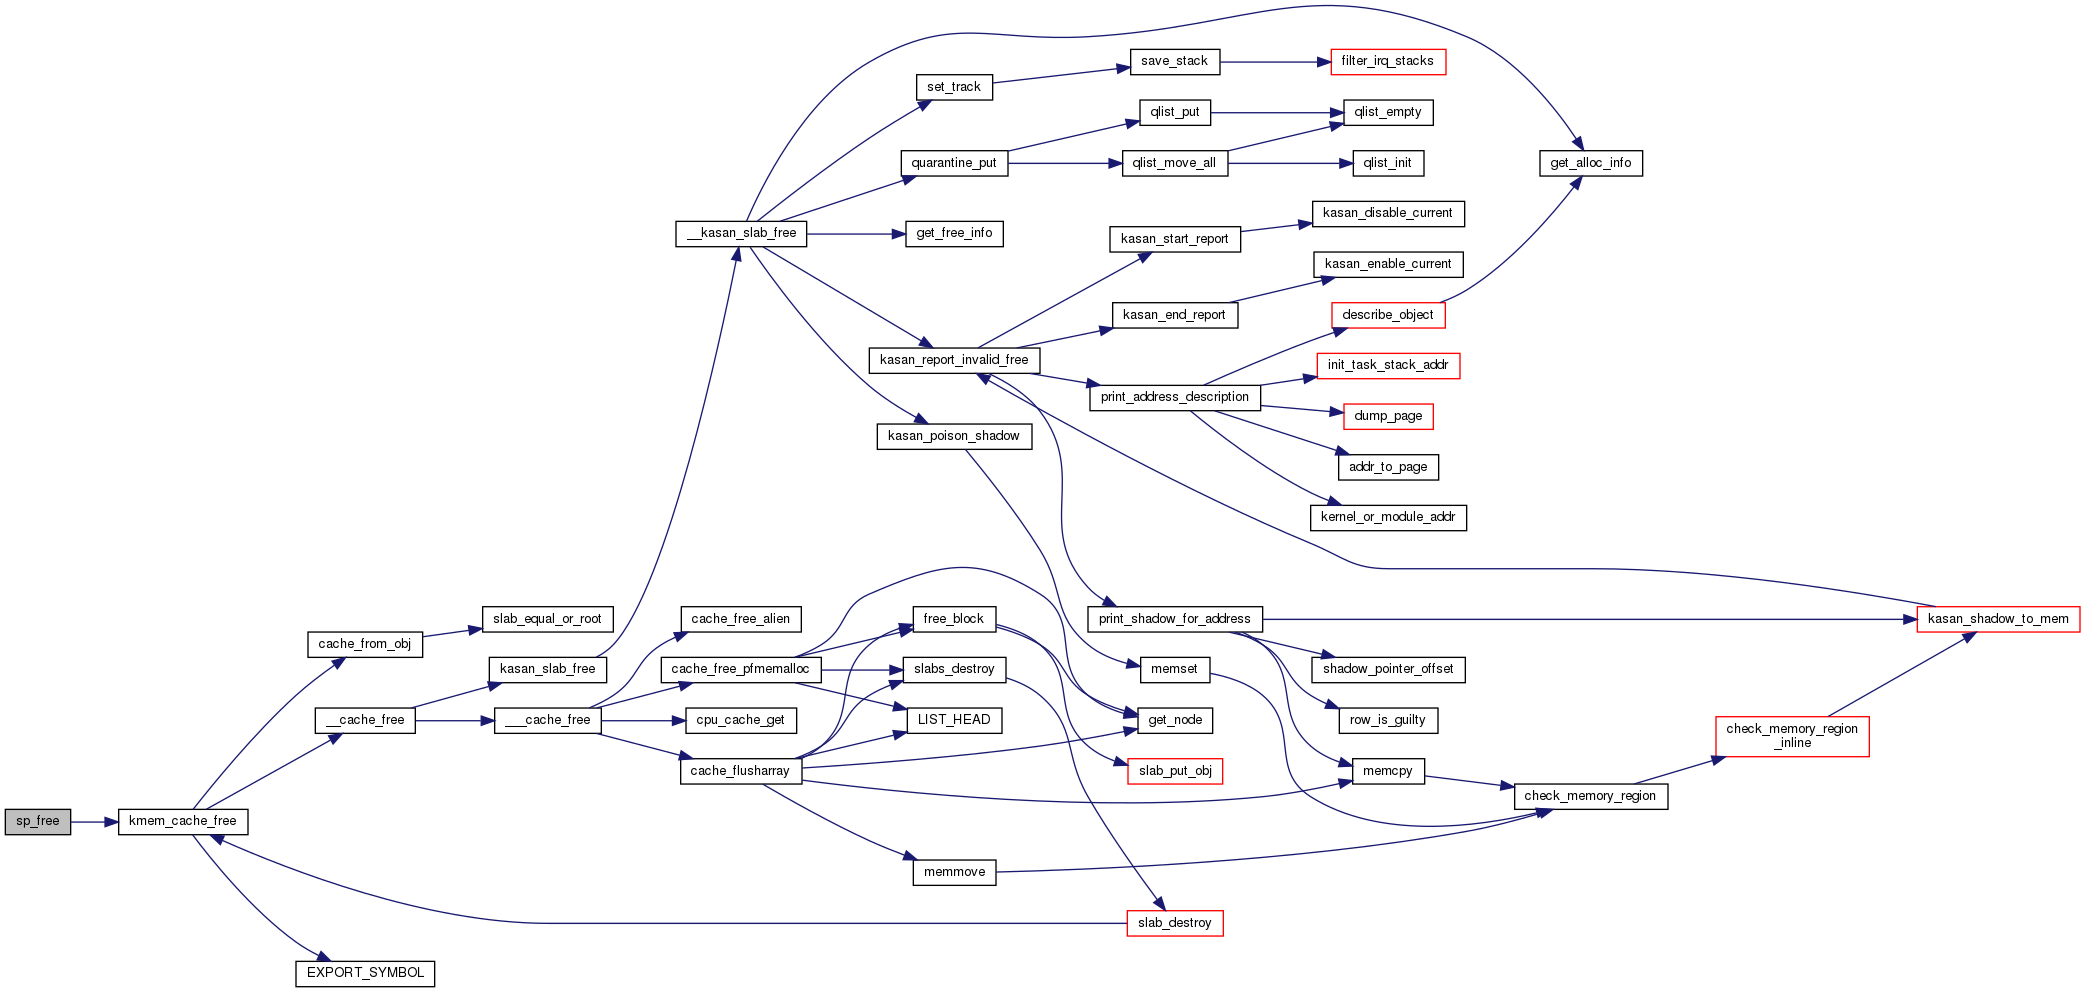 save_stack
filter_irq_stacks
set_track
qlist_put
qlist_empty
quarantine_put
qlist_move_all
qlist_init
get_alloc_info
kasan_disable_current
__kasan_slab_free
get_free_info
kasan_start_report
kasan_enable_current
kasan_end_report
describe_object
kasan_report_invalid_free
init_task_stack_addr
print_address_description
dump_page
kasan_poison_shadow
addr_to_page
kernel_or_module_addr
slab_equal_or_root
cache_free_alien
free_block
print_shadow_for_address
kasan_shadow_to_mem
cache_from_obj
kasan_slab_free
cache_free_pfmemalloc
slabs_destroy
memset
shadow_pointer_offset
__cache_free
___cache_free
cpu_cache_get
LIST_HEAD
get_node
row_is_guilty
check_memory_region
_inline
cache_flusharray
slab_put_obj
memcpy
check_memory_region
sp_free
kmem_cache_free
memmove
slab_destroy
EXPORT_SYMBOL